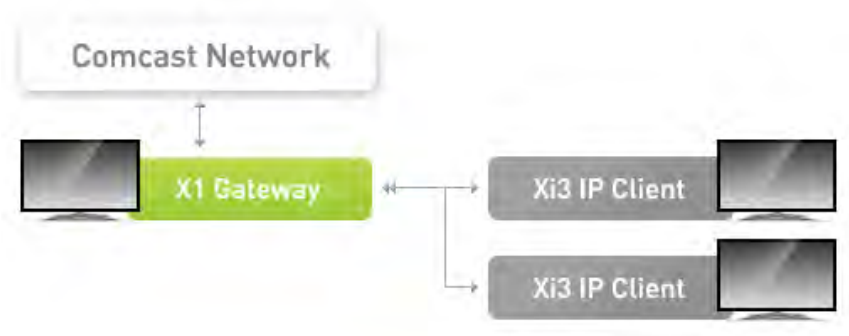 Comcast Network
X1 Gateway
Xi3 IP Client
Xi3 IP Client